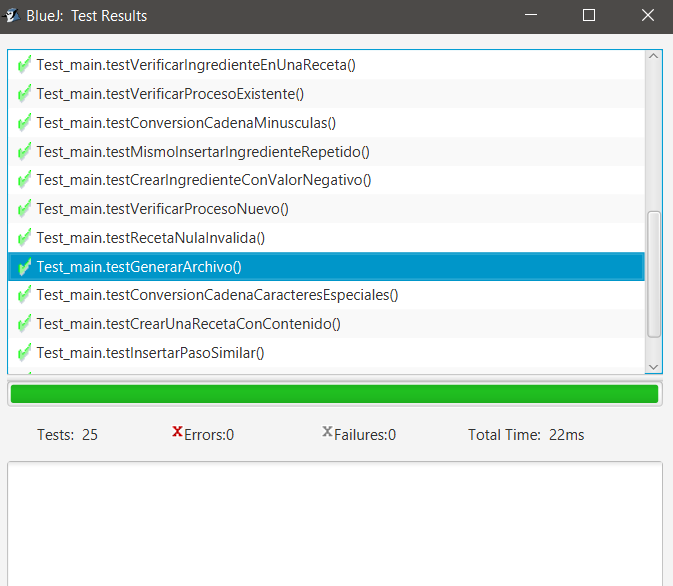 BlueJ: Test Results
Test_main.testVerificarIngredienteEnUnaReceta()
Test_main.testVerificarProcesoExistente()
Test_main.testConversionCadenaMinusculas()
Test_main.testMismoInsertarIngredienteRepetido()
Test_main.testCrearIngredienteConValorNegativo()
Test_main.testVerificarProcesoNuevo()
Test_main.testRecetaNulaInvalida()
Test_main.testGenerarArchivo()
Test_main.testConversionCadenaCaracteresEspeciales()
Test_main.testCrearUnaRecetaConContenido()
Test_main.testInsertarPasoSimilar()
Tests: 25 Errors:0 Failures:0 Total Time: 22ms